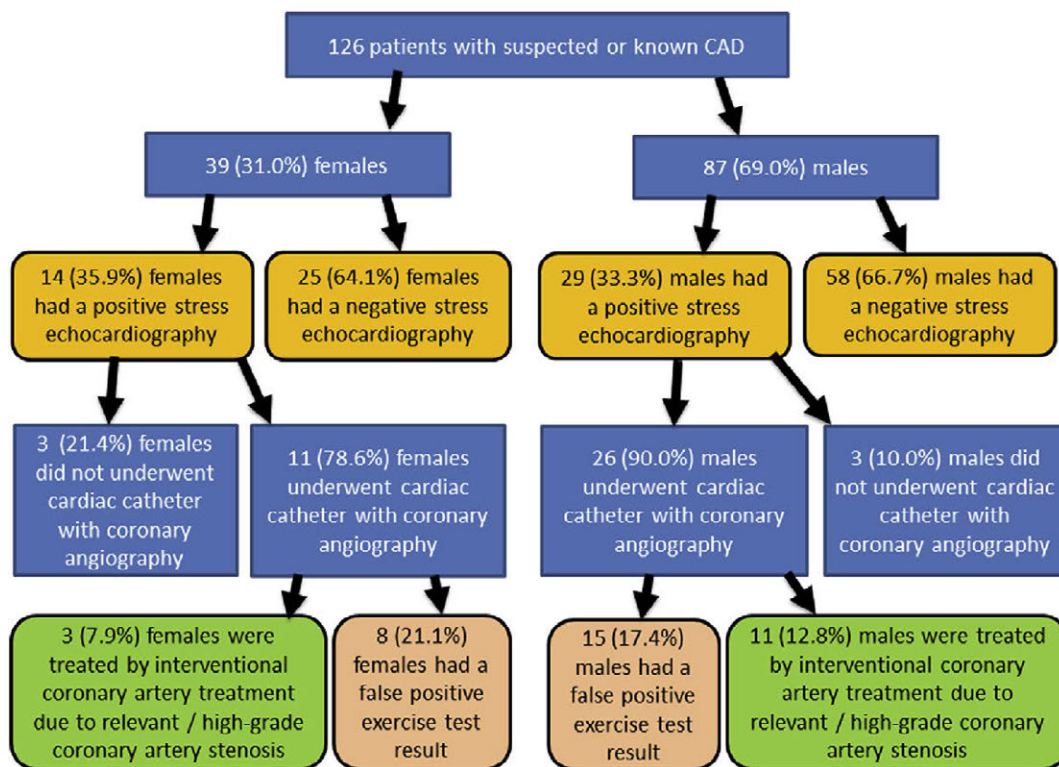 126 patients with suspected or known CAD
39 (31.0%) females
87 (69.0%) males
14 (35.9%) females
had a positive stress
echocardiography
25 (64.1%) females
had a negative stress
echocardiography
29 (33.3%) males had
a positive stress
echocardiography
58 (66.7%) males had
a negative stress
echocardiography
3 (21.4%) females
did not underwent
cardiac catheter
with coronary
angiography
11 (78.6%) females
underwent cardiac
catheter with coronary
angiography
26 (90.0%) males
underwent cardiac
catheter with coronary
angiography
3 (10.0%) males did
not underwent cardiac
catheter with
coronary angiography
3 (7.9%) females were
treated by interventional
coronary artery treatment
due to relevant / high-grade
coronary artery stenosis
8 (21.1%)
females had a
false positive
exercise test
result
15 (17.4%)
males had a
false positive
exercise test
result
11 (12.8%) males were treated
by interventional coronary
artery treatment due to
relevant / high-grade coronary
artery stenosis